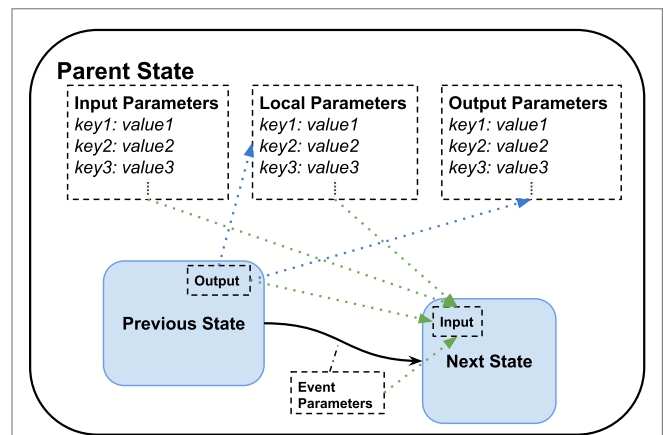 Parent State
Input Parameters
key1: value1
key2: value2
key3: value3
Local Parameters
key1: value1
key2: value2
key3: value3
Output Parameters
key1: value1
key2: value2
key3: value3
Output
Previous State
Input
Next State
Event
Parameters